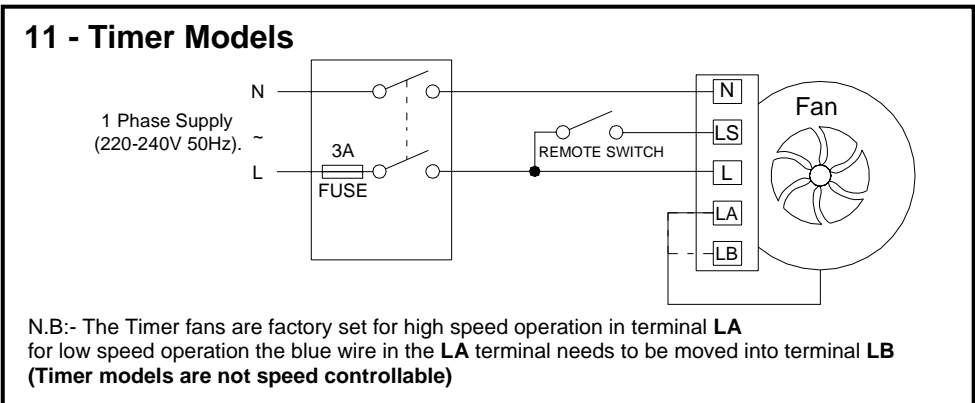 11 - Timer Models
N
1 Phase Supply
(220-240V 50Hz).
~
L
3A
FUSE
REMOTE SWITCH
N
LS
L
LA
LB
Fan
N.B:- The Timer fans are factory set for high speed operation in terminal LA
for low speed operation the blue wire in the LA terminal needs to be moved into terminal LB
(Timer models are not speed controllable)